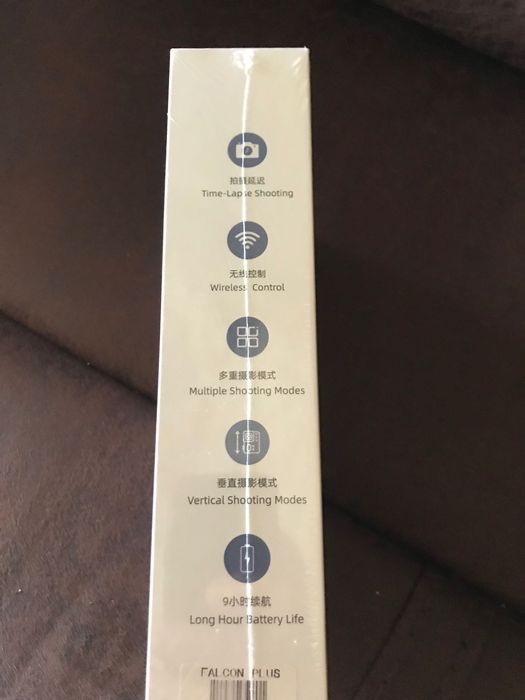 拍摄延迟
Time-Lapse Shooting
无线控制
Wireless Control
多重摄影模式
Multiple Shooting Modes
垂直摄影模式
Vertical Shooting Modes
9小时续航
Long Hour Battery Life
FALCON PLUS